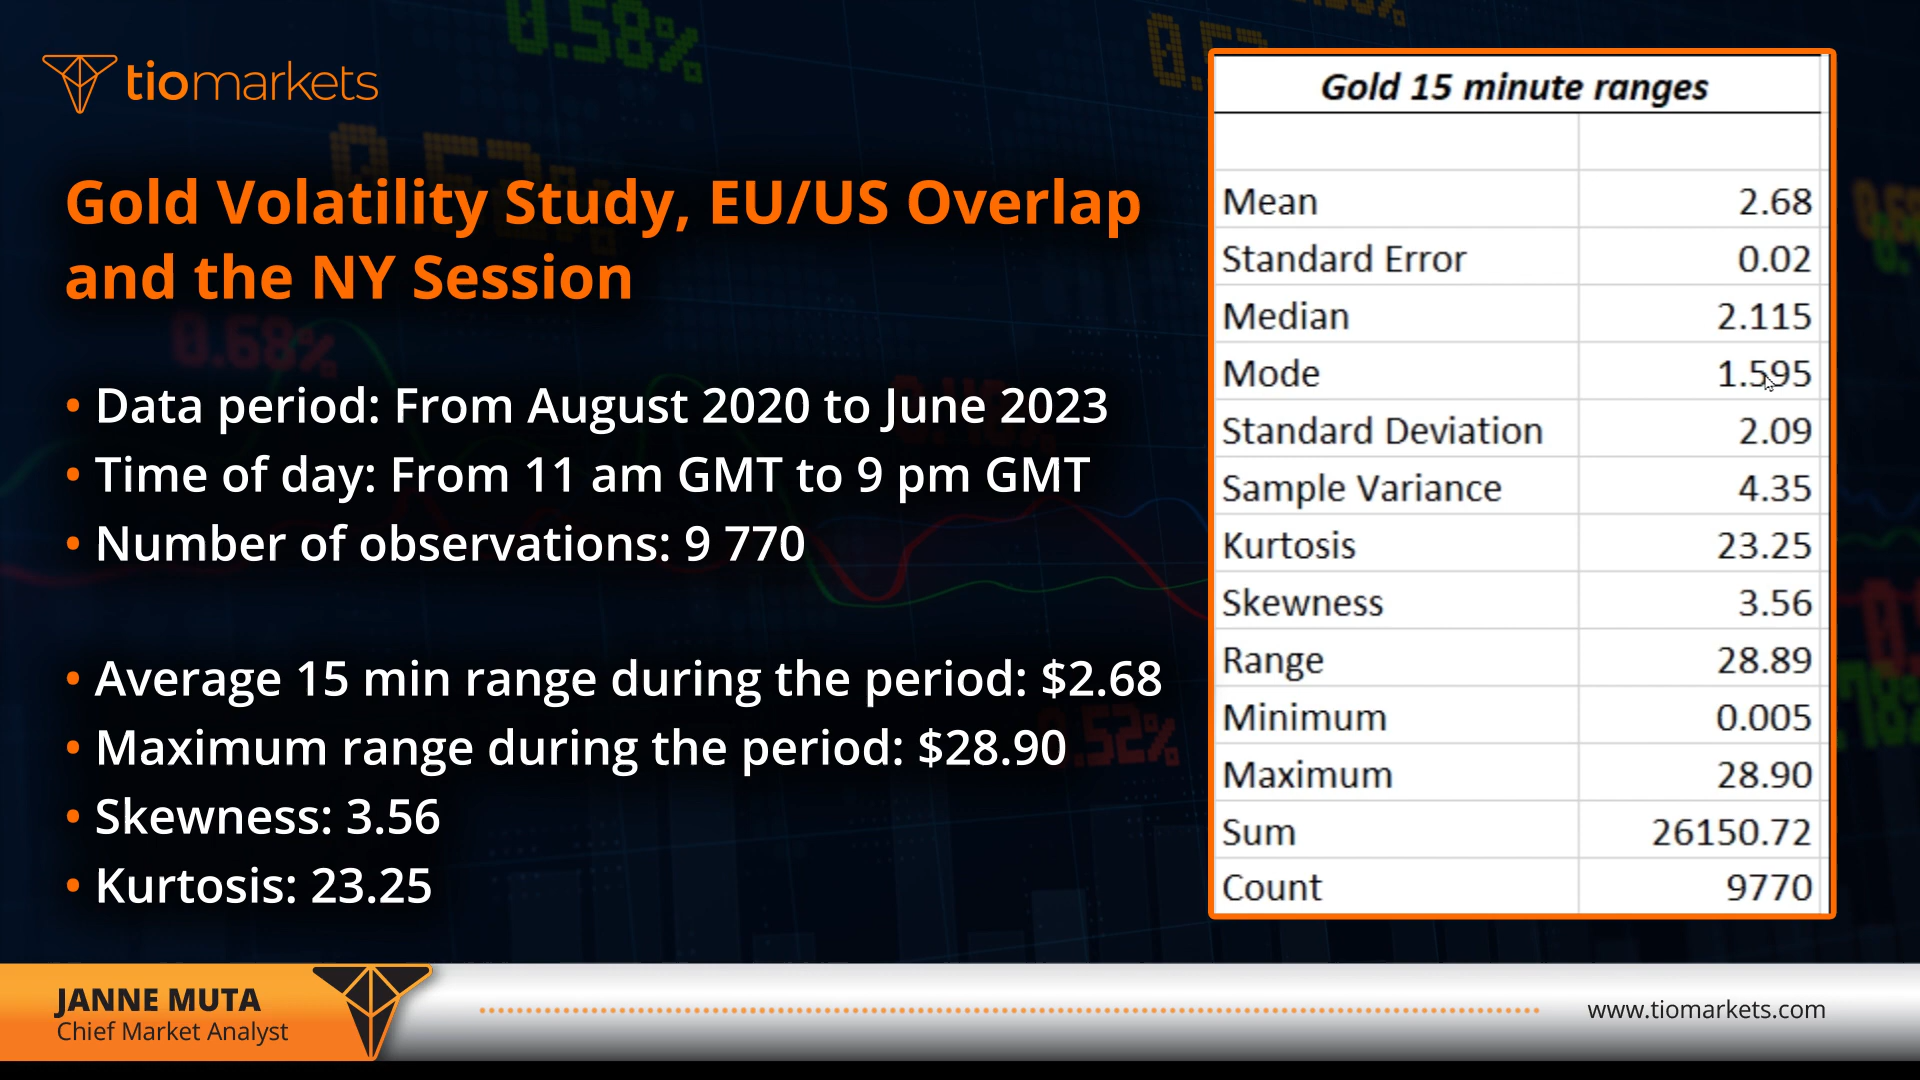 tiomarkets
Gold Volatility Study, EU/US Overlap
and the NY Session
• Data period: From August 2020 to June 2023
• Time of day: From 11 am GMT to 9 pm GMT
• Number of observations: 9 770
• Average 15 min range during the period: $2.68
• Maximum range during the period: $28.90
• Skewness: 3.56
• Kurtosis: 23.25
Gold 15 minute ranges
Mean 2.68
Standard Error 0.02
Median 2.115
Mode 1.595
Standard Deviation 2.09
Sample Variance 4.35
Kurtosis 23.25
Skewness 3.56
Range 28.89
Minimum 0.005
Maximum 28.90
Sum 26150.72
Count 9770
JANNE MUTA
Chief Market Analyst
www.tiomarkets.com
0.58%
0.68%